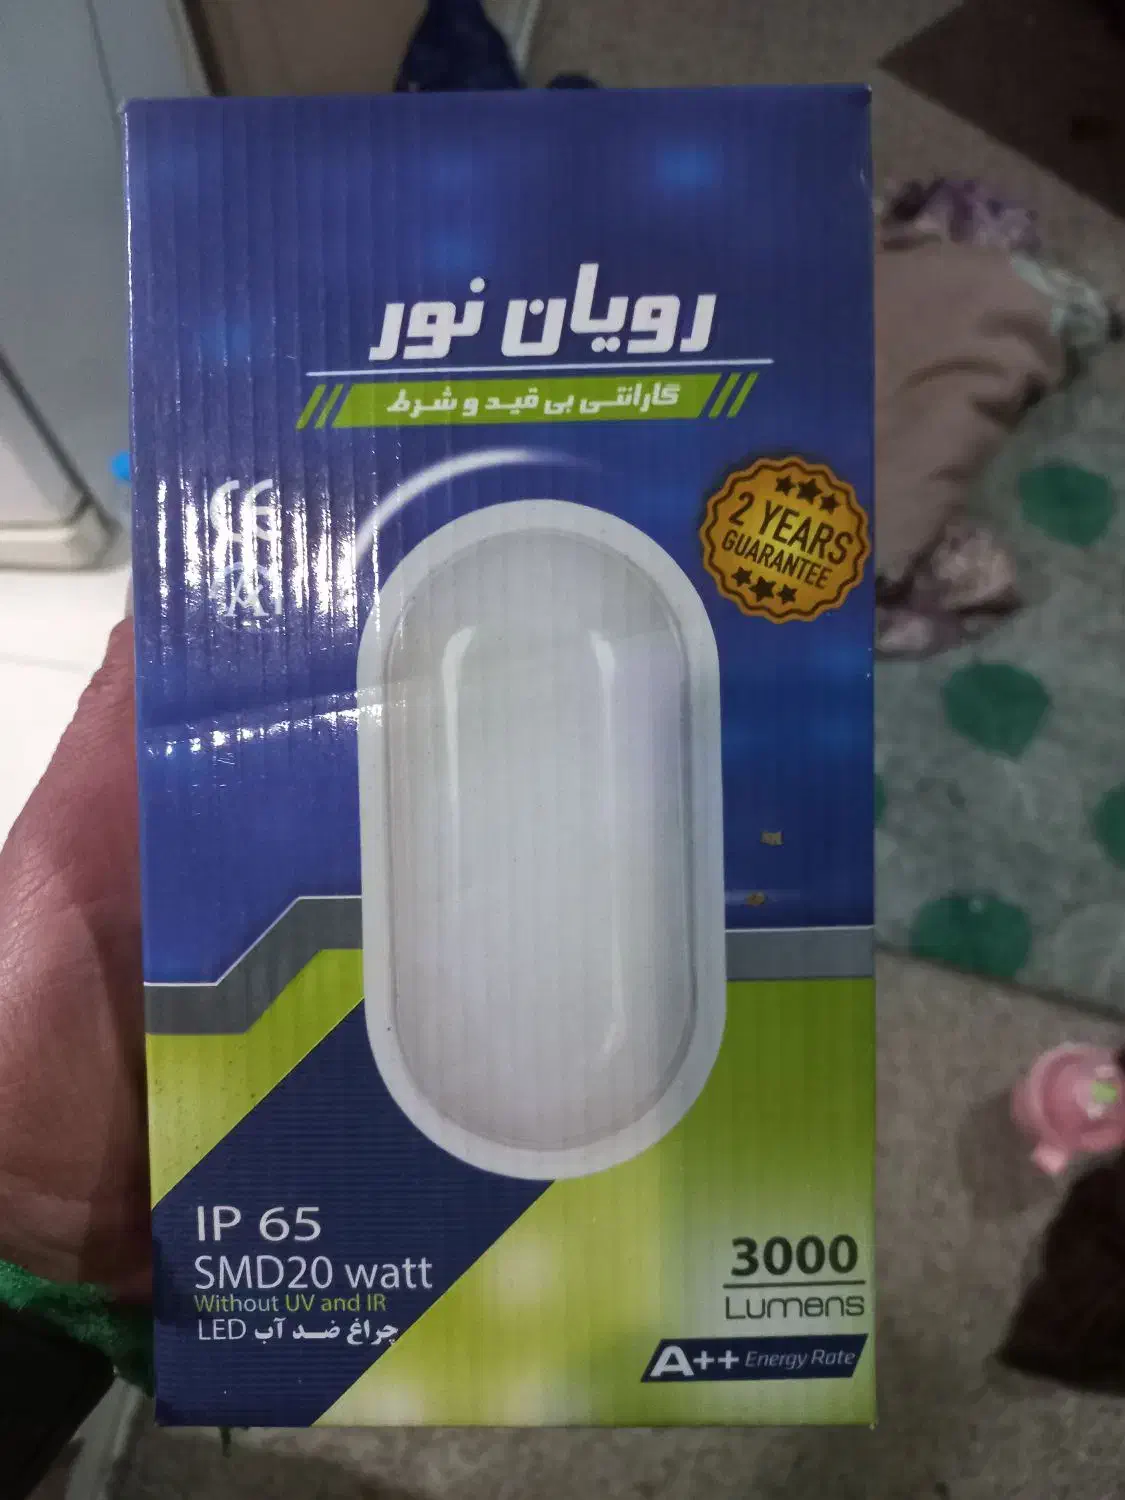 رویان نور
گارانتی بی قید و شرط
CE
2 YEARS
GUARANTEE
IP 65
SMD20 watt
Without UV and IR
چراغ ضد آب LED
3000
Lumens
A++ Energy Rate